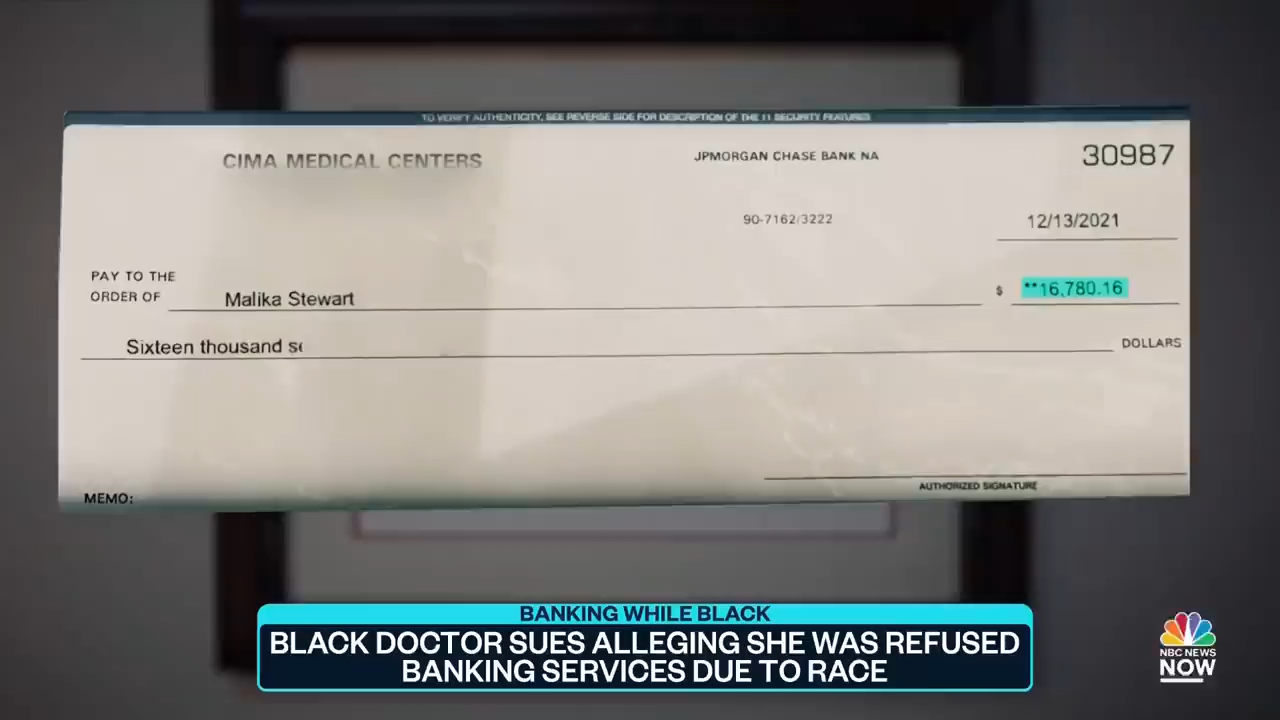 TO VERIFY AUTHENTICITY, SEE REVERSE SIDE FOR DESCRIPTION OF THE 11 SECURITY FEATURES
CIMA MEDICAL CENTERS
JPMORGAN CHASE BANK NA
30987
90-7162/3222
12/13/2021
PAY TO THE
ORDER OF
Malika Stewart
$ **16,780.16
Sixteen thousand se
DOLLARS
AUTHORIZED SIGNATURE
MEMO:
BANKING WHILE BLACK
BLACK DOCTOR SUES ALLEGING SHE WAS REFUSED
BANKING SERVICES DUE TO RACE
NBC NEWS
NOW